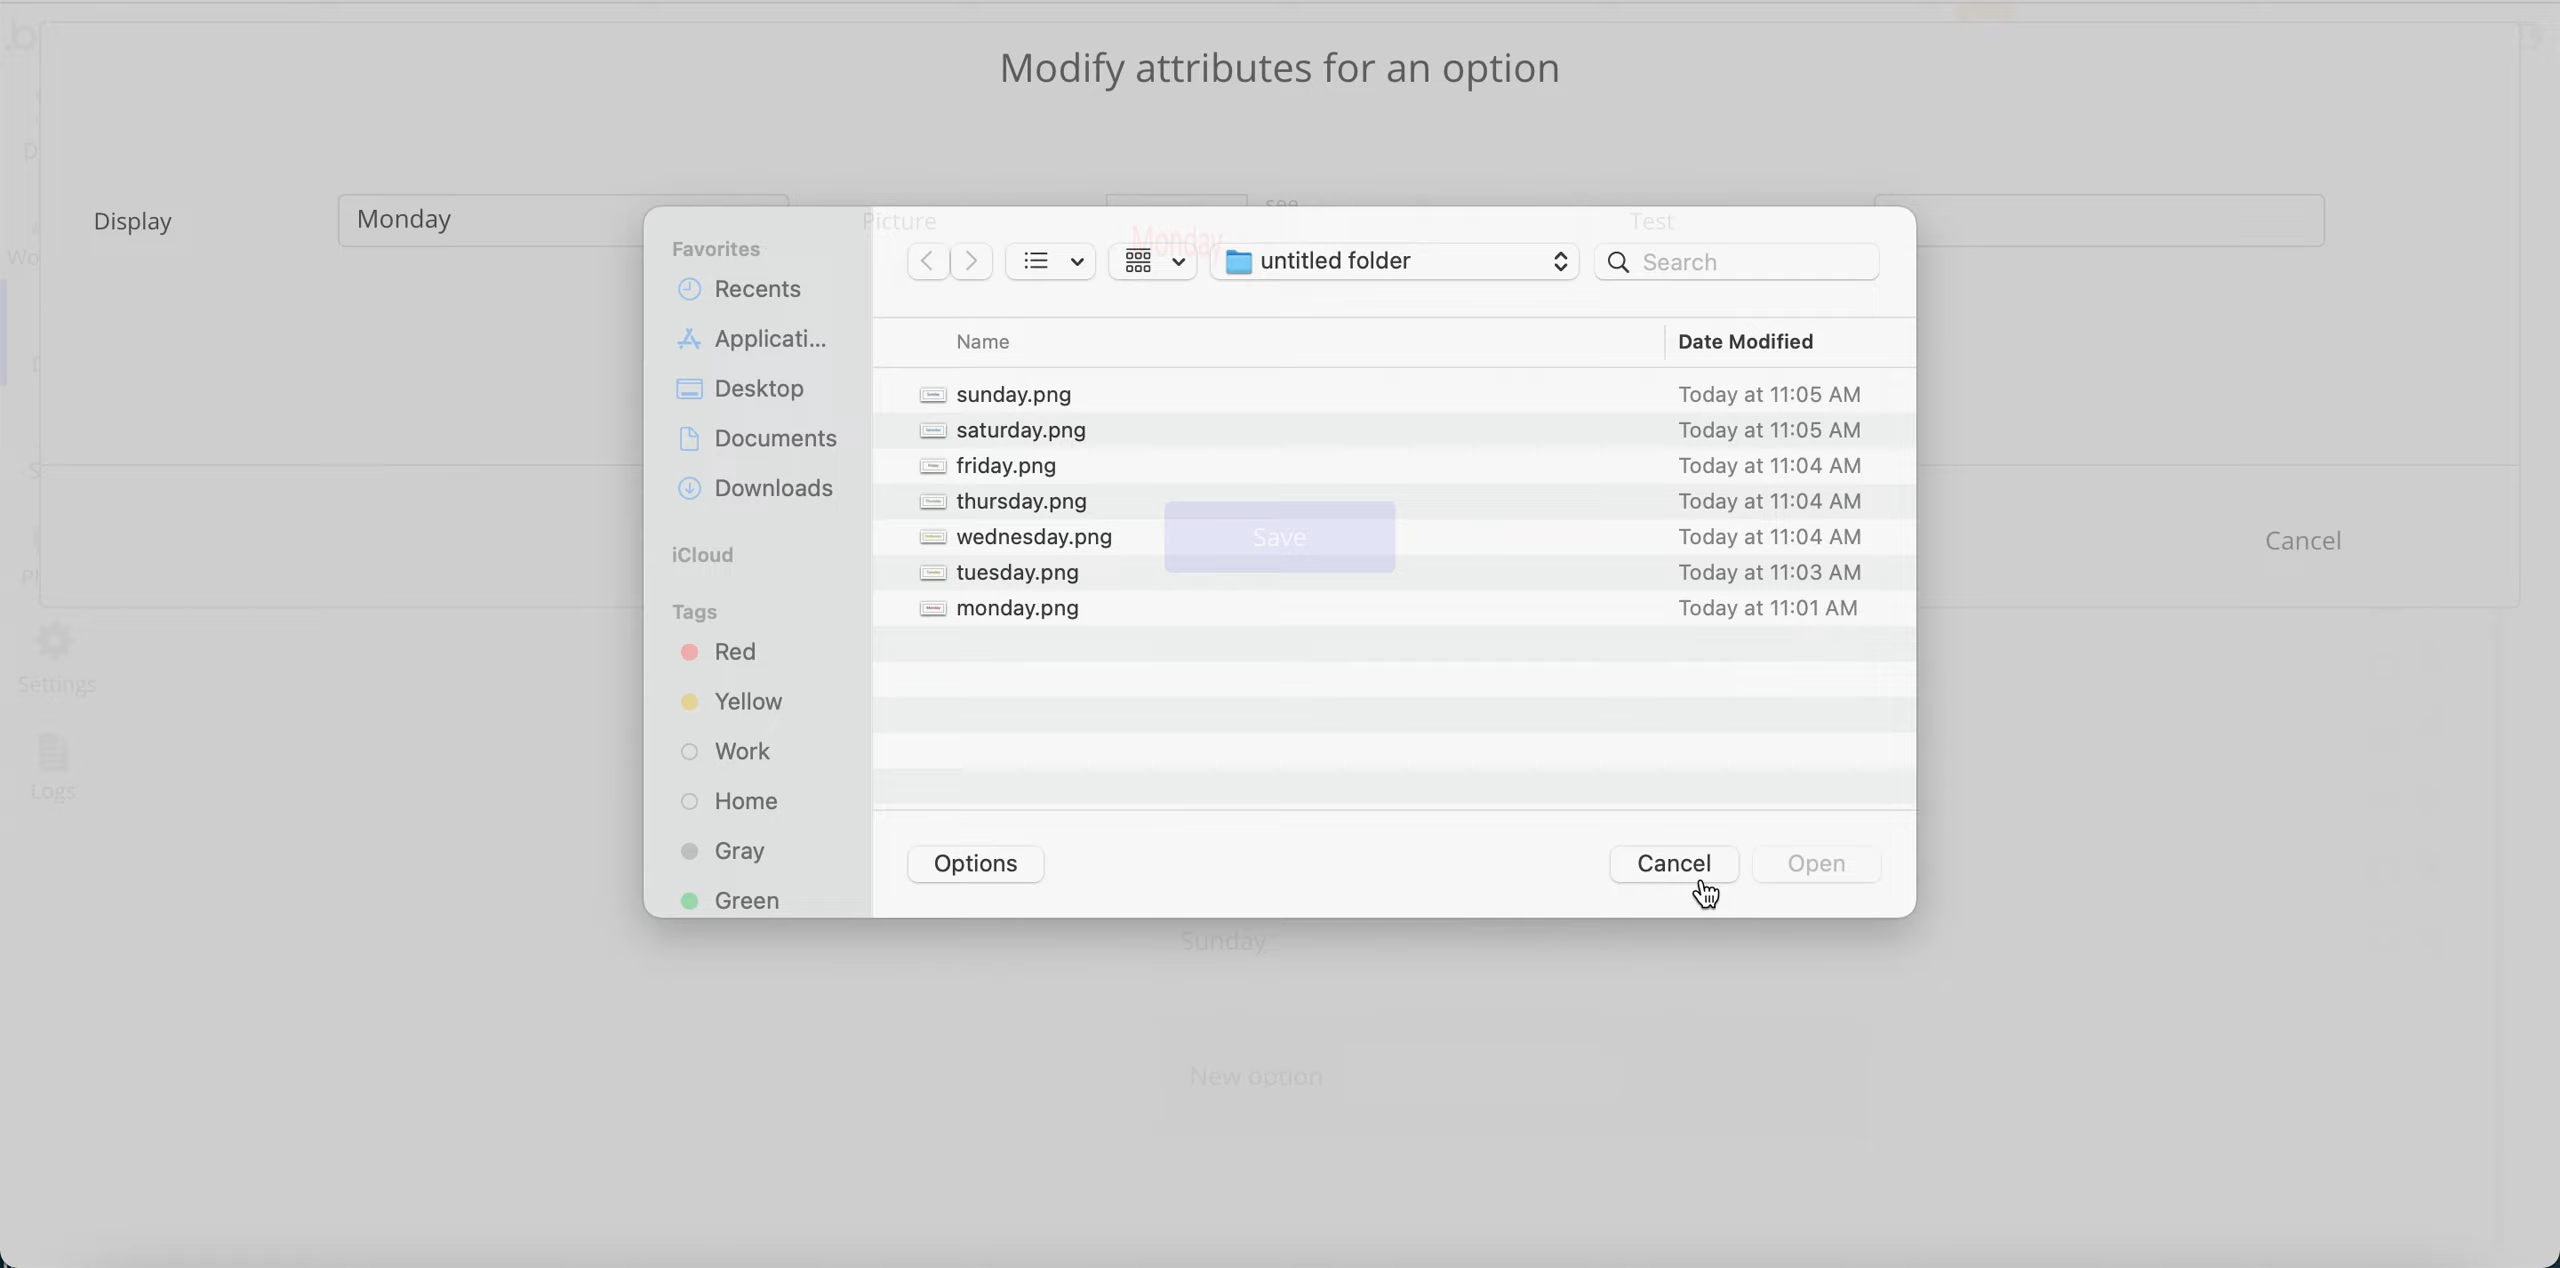 Modify attributes for an option
Display
Monday
Picture
see
Test
Monday
Favorites
Recents
Applicati...
Desktop
Documents
Downloads
iCloud
Tags
Red
Yellow
Work
Home
Gray
Green
untitled folder
Search
Name Date Modified
sunday.png Today at 11:05 AM
saturday.png Today at 11:05 AM
friday.png Today at 11:04 AM
thursday.png Today at 11:04 AM
wednesday.png Today at 11:04 AM
tuesday.png Today at 11:03 AM
monday.png Today at 11:01 AM
Save
Cancel
Options
Cancel
Open
Settings
Logs
Sunday
New option